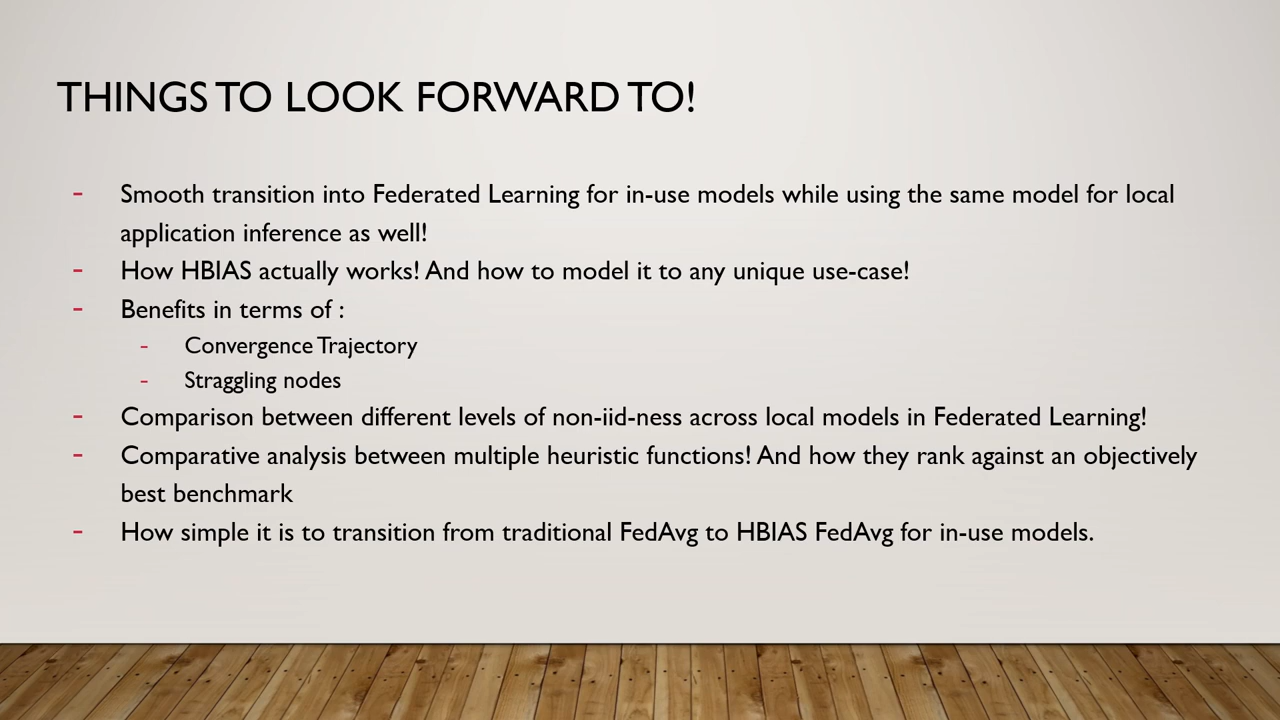 THINGS TO LOOK FORWARD TO!
- Smooth transition into Federated Learning for in-use models while using the same model for local
application inference as well!
- How HBIAS actually works! And how to model it to any unique use-case!
- Benefits in terms of :
- Convergence Trajectory
- Straggling nodes
- Comparison between different levels of non-iid-ness across local models in Federated Learning!
- Comparative analysis between multiple heuristic functions! And how they rank against an objectively
best benchmark
- How simple it is to transition from traditional FedAvg to HBIAS FedAvg for in-use models.